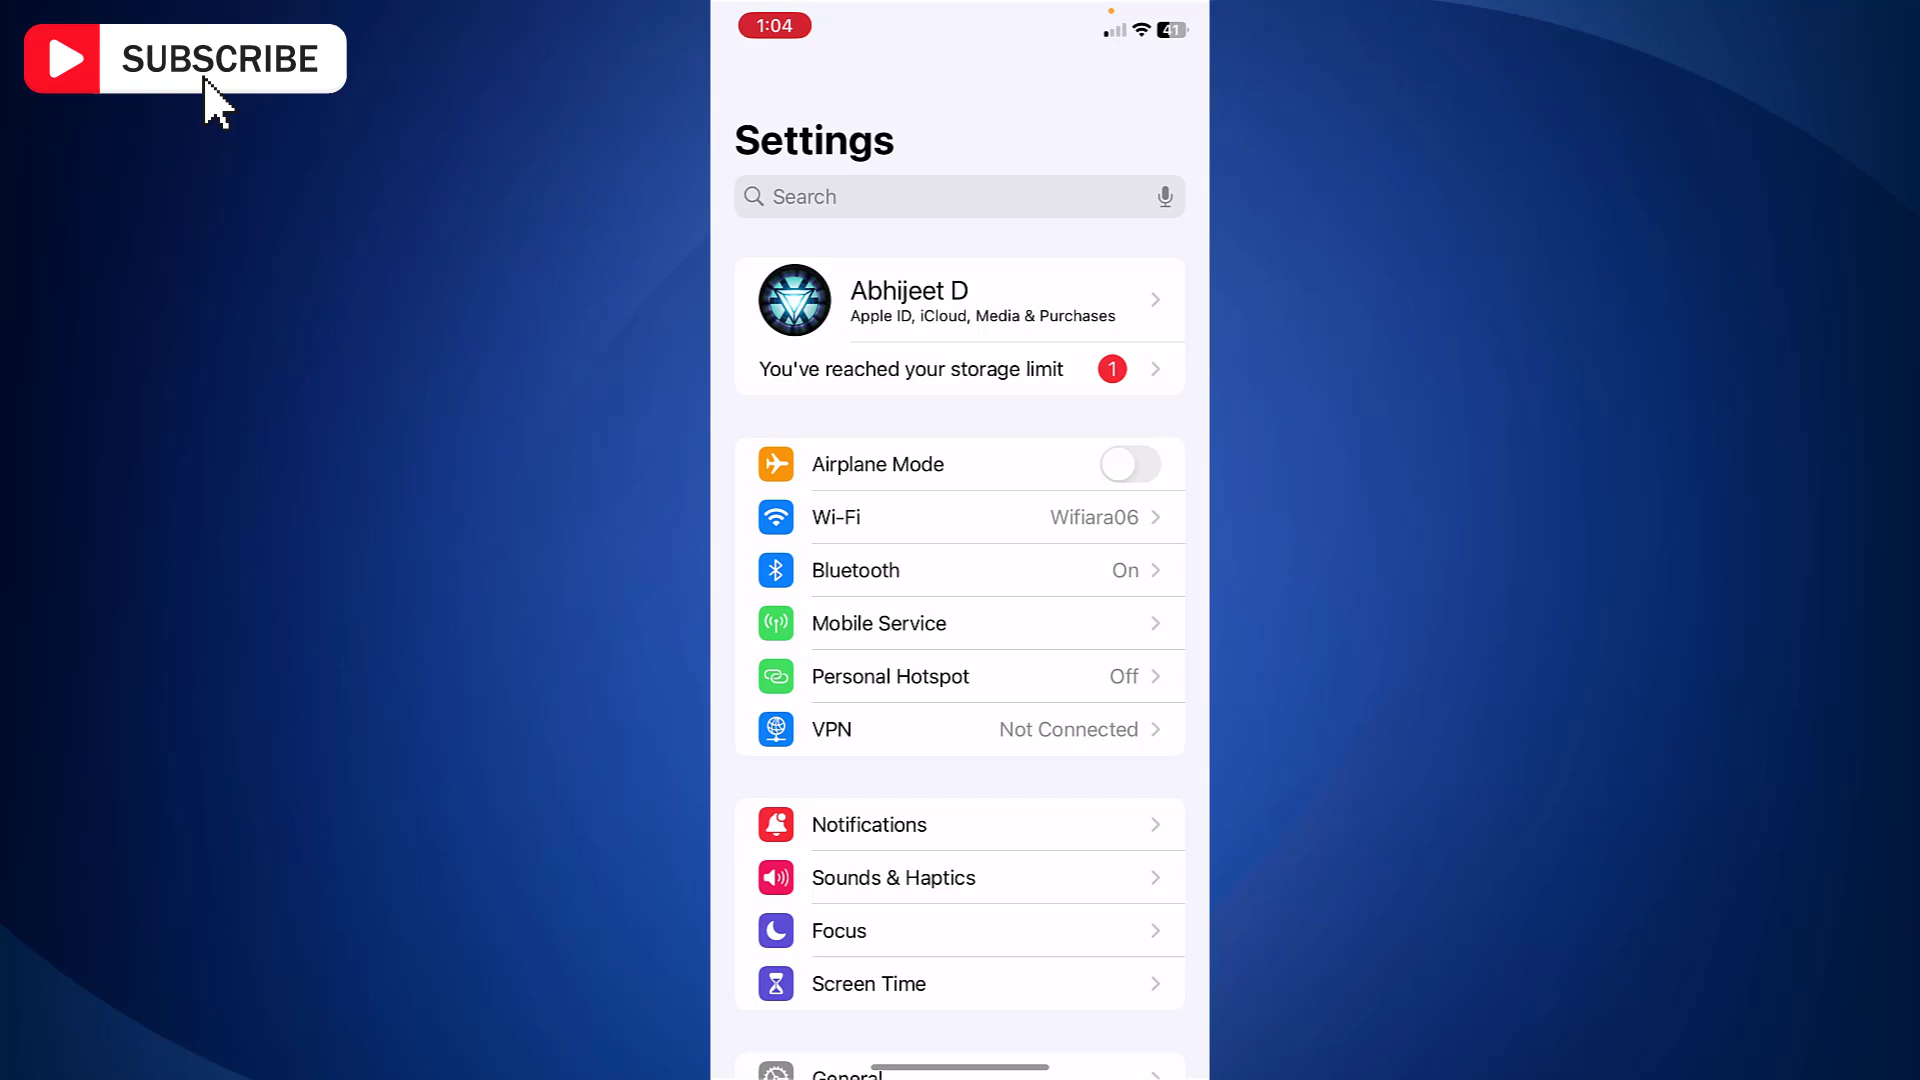 SUBSCRIBE
1:04
41
Settings
Search
Abhijeet D
Apple ID, iCloud, Media & Purchases
You've reached your storage limit 1
Airplane Mode
Wi-Fi Wifiara06
Bluetooth On
Mobile Service
Personal Hotspot Off
VPN Not Connected
Notifications
Sounds & Haptics
Focus
Screen Time
General